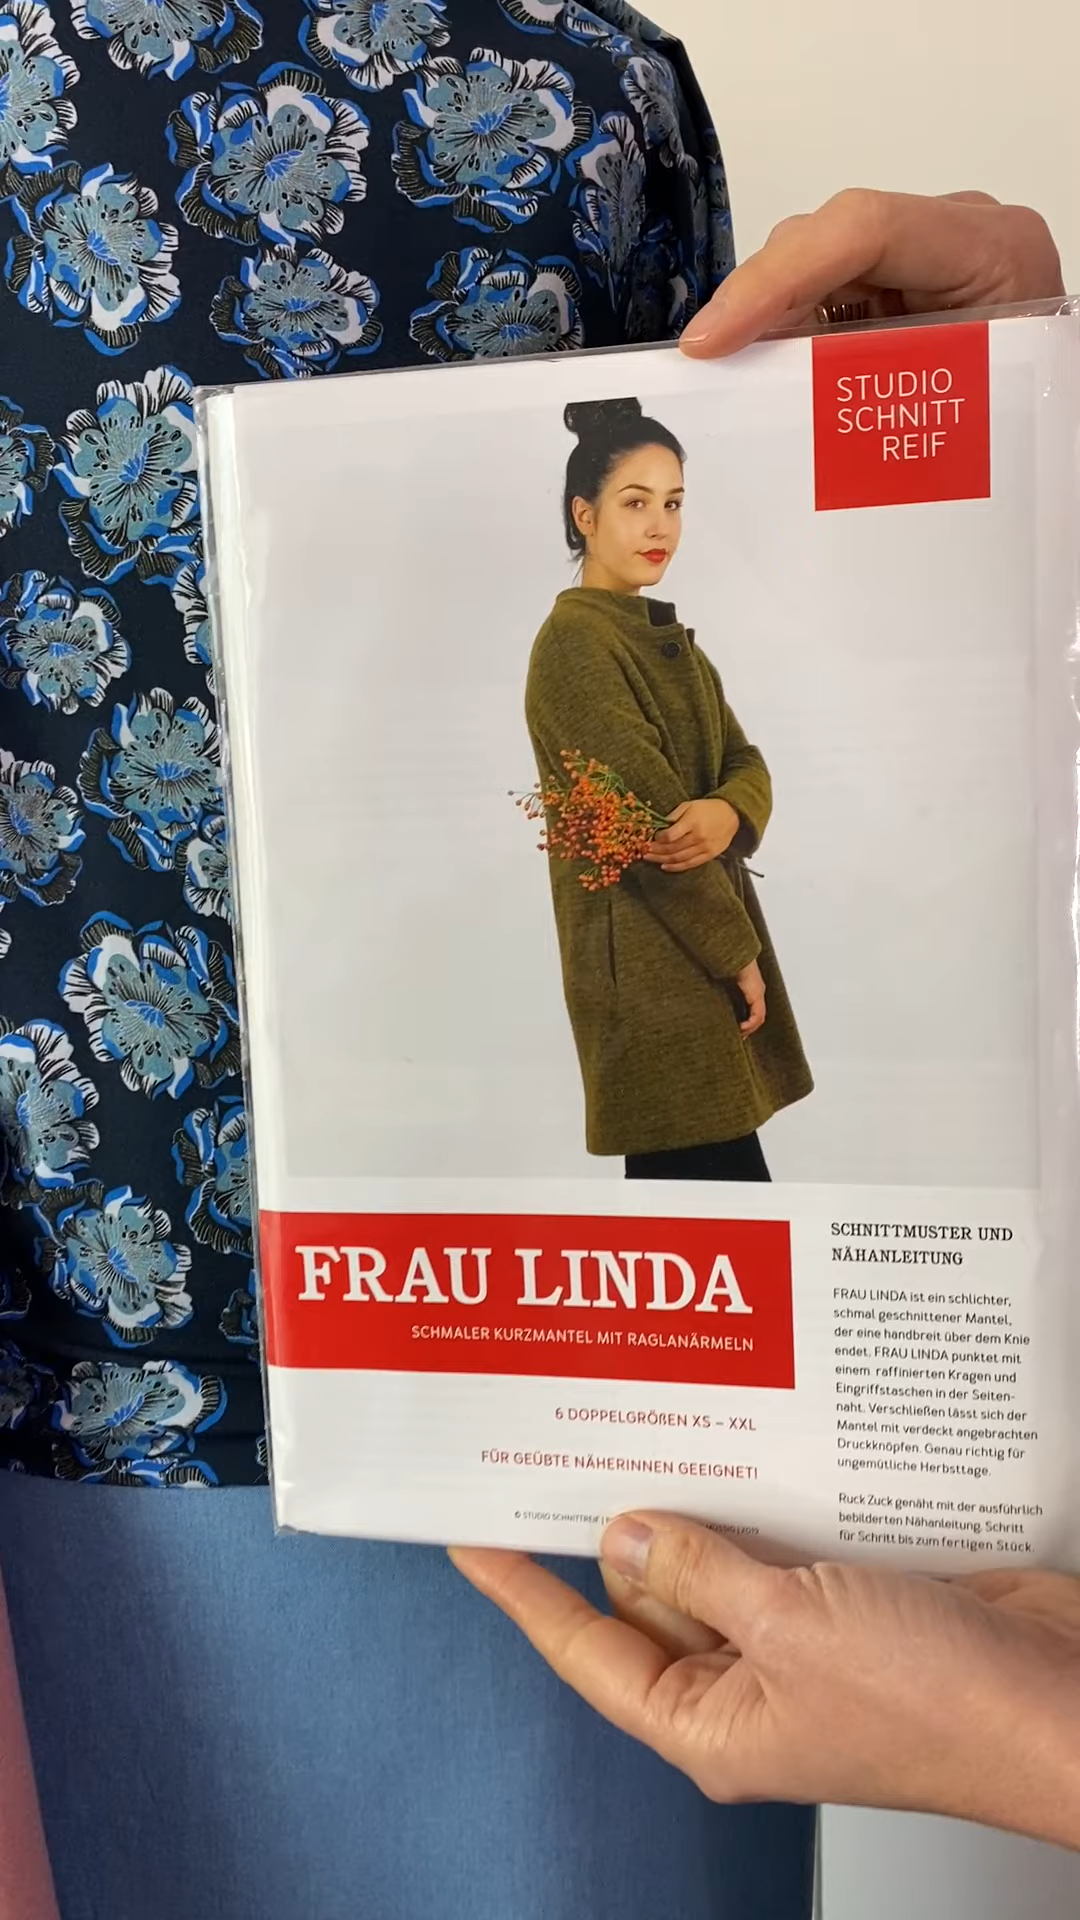 STUDIO
SCHNITT
REIF
FRAU LINDA
SCHMALER KURZMANTEL MIT RAGLANÄRMELN
6 DOPPELGRÖßEN XS – XXL
FÜR GEÜBTE NÄHERINNEN GEEIGNET!
© STUDIO SCHNITTREIF | 2019
SCHNITTMUSTER UND
NÄHANLEITUNG
FRAU LINDA ist ein schlichter,
schmal geschnittener Mantel,
der eine handbreit über dem Knie
endet. FRAU LINDA punktet mit
einem raffinierten Kragen und
Eingriffstaschen in der Seiten-
naht. Verschließen lässt sich der
Mantel mit verdeckt angebrachten
Druckknöpfen. Genau richtig für
ungemütliche Herbsttage.
Ruck Zuck genäht mit der ausführlich
bebilderten Nähanleitung. Schritt
für Schritt bis zum fertigen Stück.